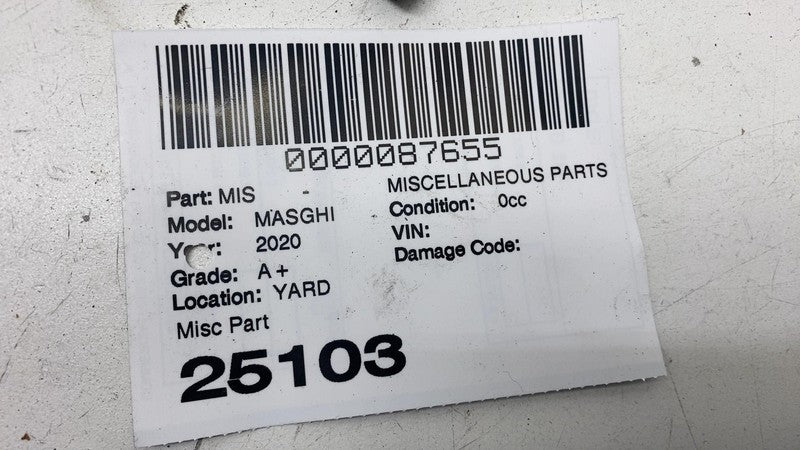 0000087655
Part: MIS -
MISCELLANEOUS PARTS
Model: MASGHI
Condition: 0cc
Year: 2020
VIN:
Grade: A+
Damage Code:
Location: YARD
Misc Part
25103